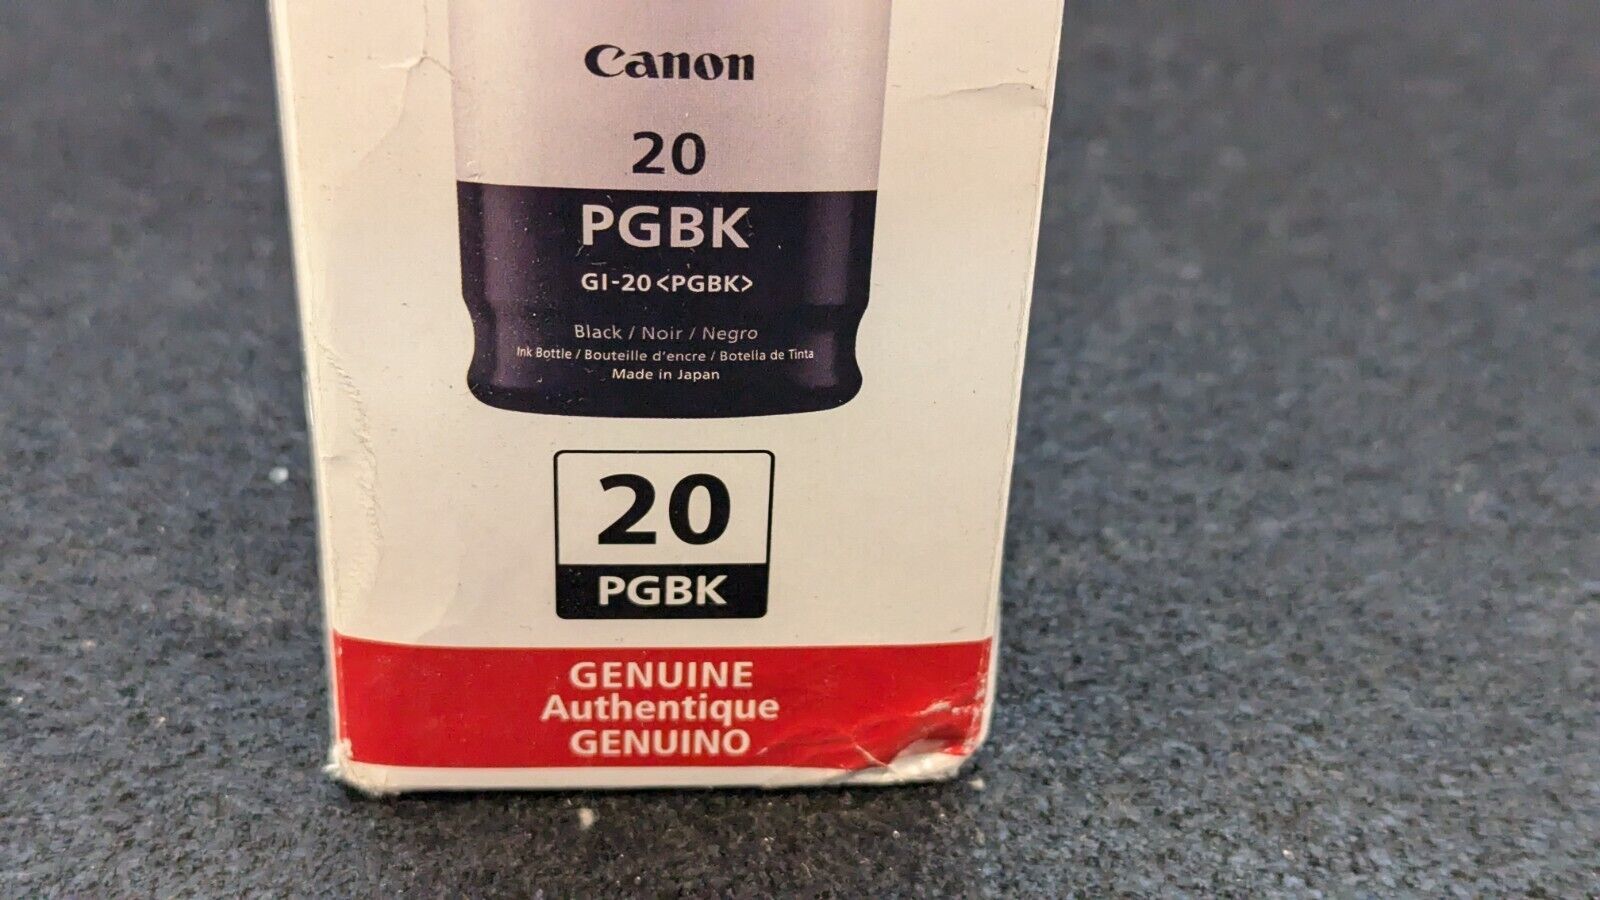 Canon
20
PGBK
GI-20<PGBK>
Black / Noir / Negro
Ink Bottle / Bouteille d'encre / Botella de Tinta
Made in Japan
20
PGBK
GENUINE
Authentique
GENUINO